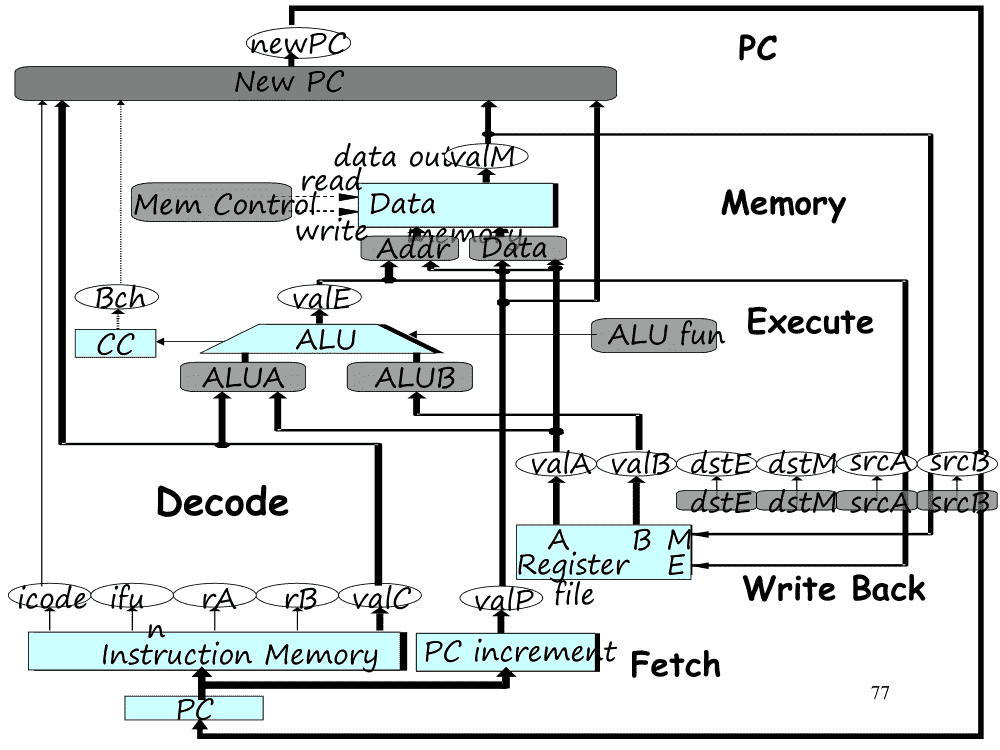 newPC
PC
New PC
data out valM
read
Mem Control
Data
memory
write
Memory
Addr
Data
Bch
valE
Execute
CC
ALU
ALU fun
ALUA
ALUB
valA
valB
dstE
dstM
srcA
srcB
dstE
dstM
srcA
srcB
Decode
A
B
M
Register
E
file
Write Back
icode
ifu
n
rA
rB
valC
valP
Instruction Memory
PC increment
Fetch
77
PC